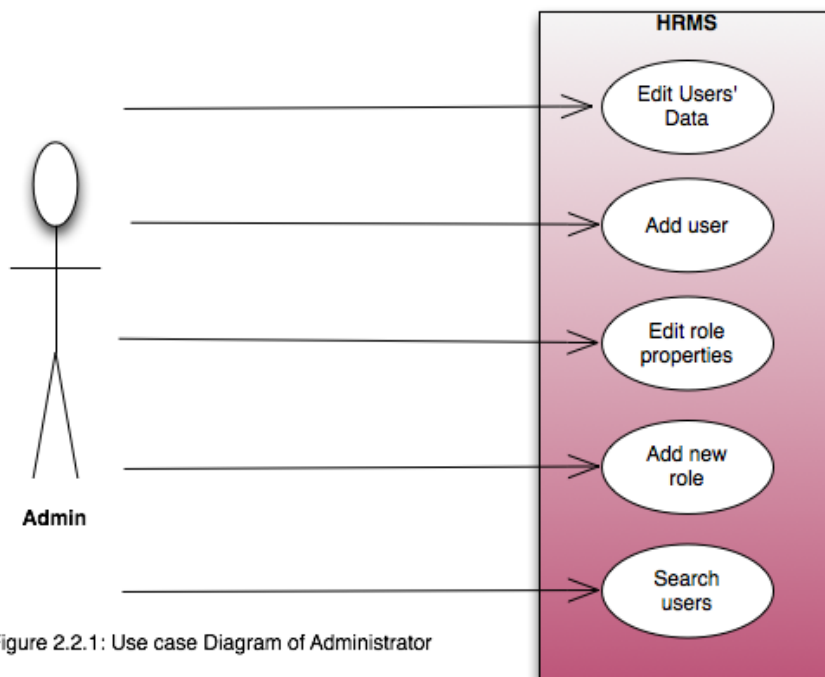 HRMS
Edit Users'
Data
Add user
Edit role
properties
Add new
role
Admin
Search
users
igure 2.2.1: Use case Diagram of Administrator